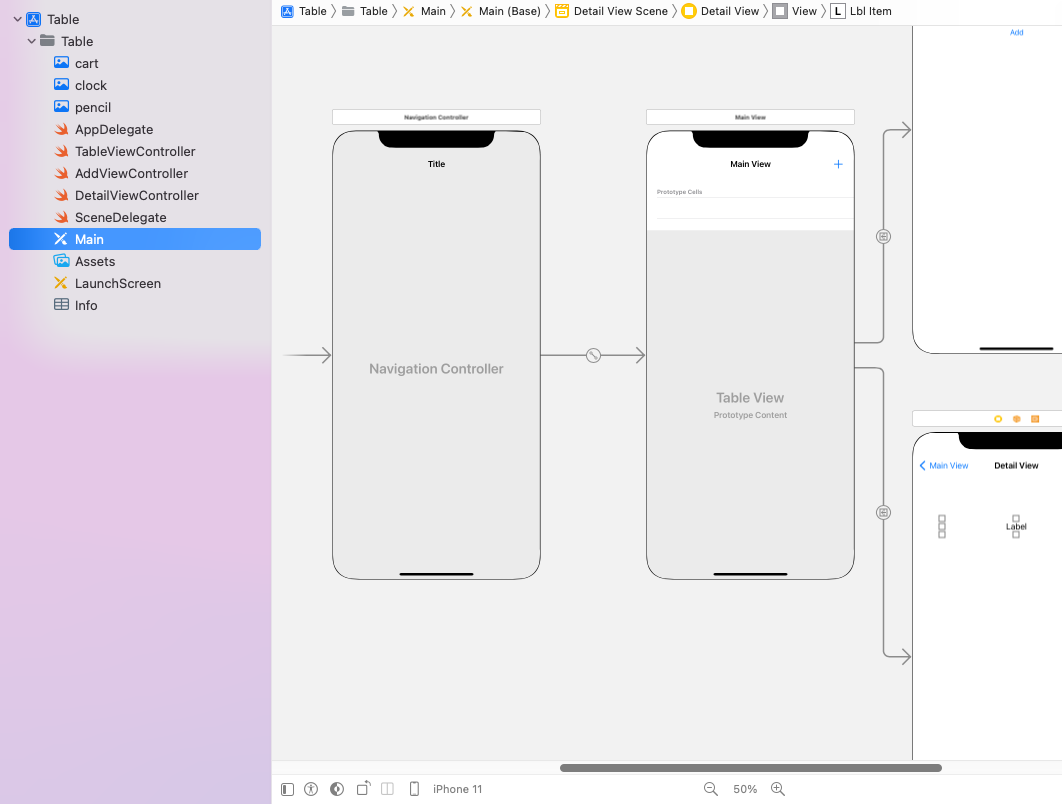 Table
Table
cart
clock
pencil
AppDelegate
TableViewController
AddViewController
DetailViewController
SceneDelegate
Main
Assets
LaunchScreen
Info
Table Table Main Main (Base) Detail View Scene Detail View View L Lbl Item
Add
Navigation Controller
Title
Navigation Controller
Main View
Main View +
Prototype Cells
Table View
Prototype Content
Main View Detail View
Label
iPhone 11 50%